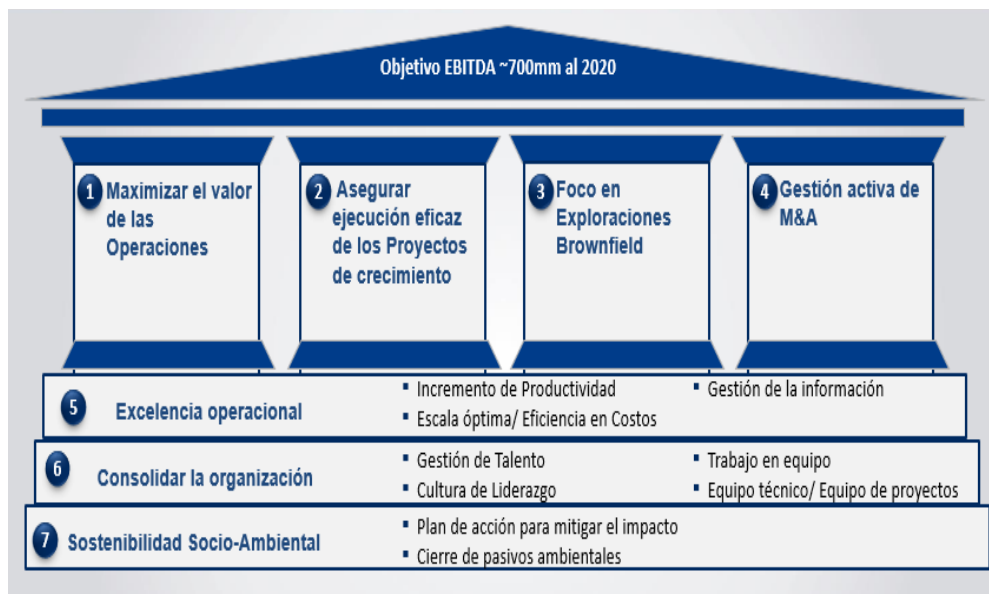 Objetivo EBITDA ~700mm al 2020
1 Maximizar el valor
de las
Operaciones
2 Asegurar
ejecución eficaz
de los Proyectos
de crecimiento
3 Foco en
Exploraciones
Brownfield
4 Gestión activa de
M&A
5 Excelencia operacional
▪ Incremento de Productividad
▪ Escala óptima/ Eficiencia en Costos
▪ Gestión de la información
6 Consolidar la organización
▪ Gestión de Talento
▪ Cultura de Liderazgo
▪ Trabajo en equipo
▪ Equipo técnico/ Equipo de proyectos
7 Sostenibilidad Socio-Ambiental
▪ Plan de acción para mitigar el impacto
▪ Cierre de pasivos ambientales